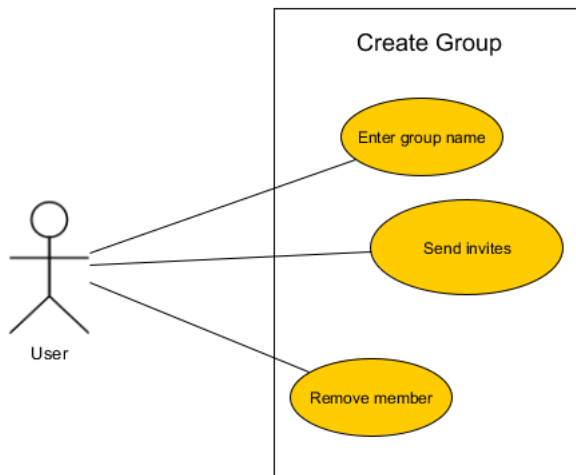 Create Group
Enter group name
Send invites
User
Remove member